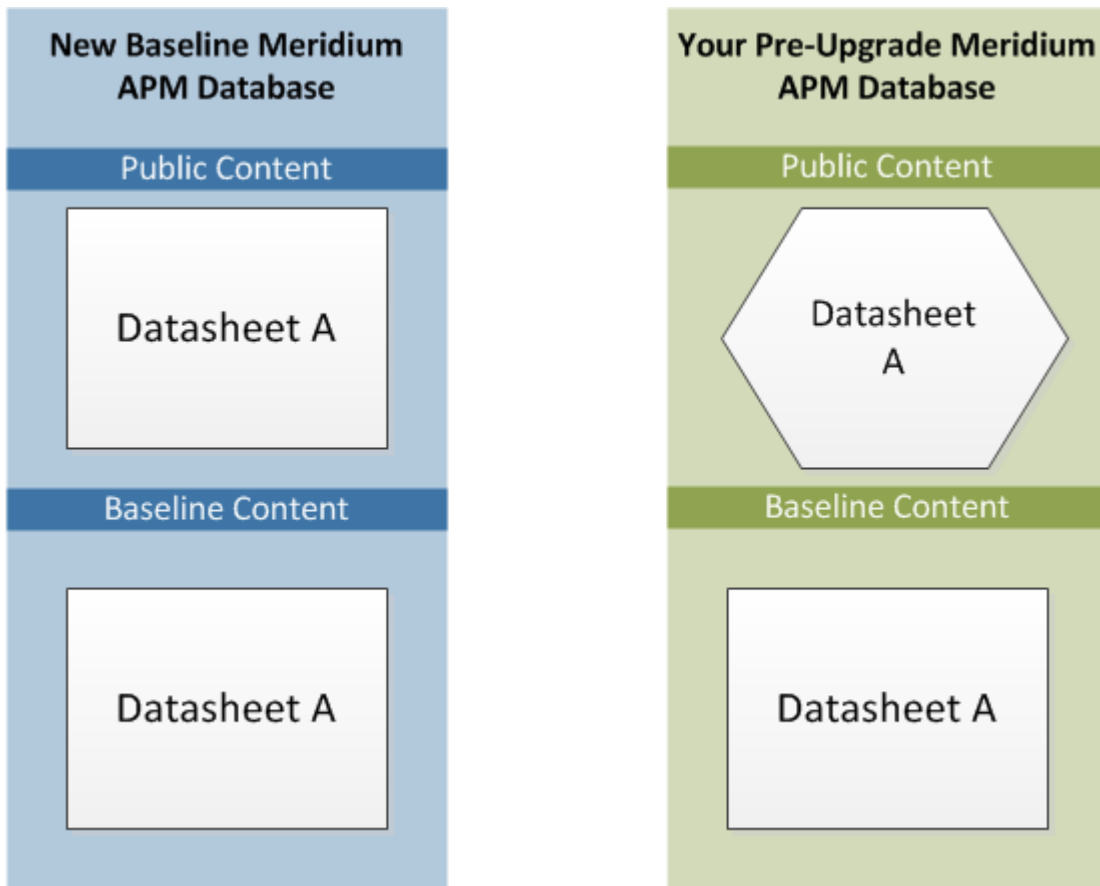 New Baseline Meridium
APM Database
Public Content
Datasheet A
Baseline Content
Datasheet A
Your Pre-Upgrade Meridium
APM Database
Public Content
Datasheet
A
Baseline Content
Datasheet A